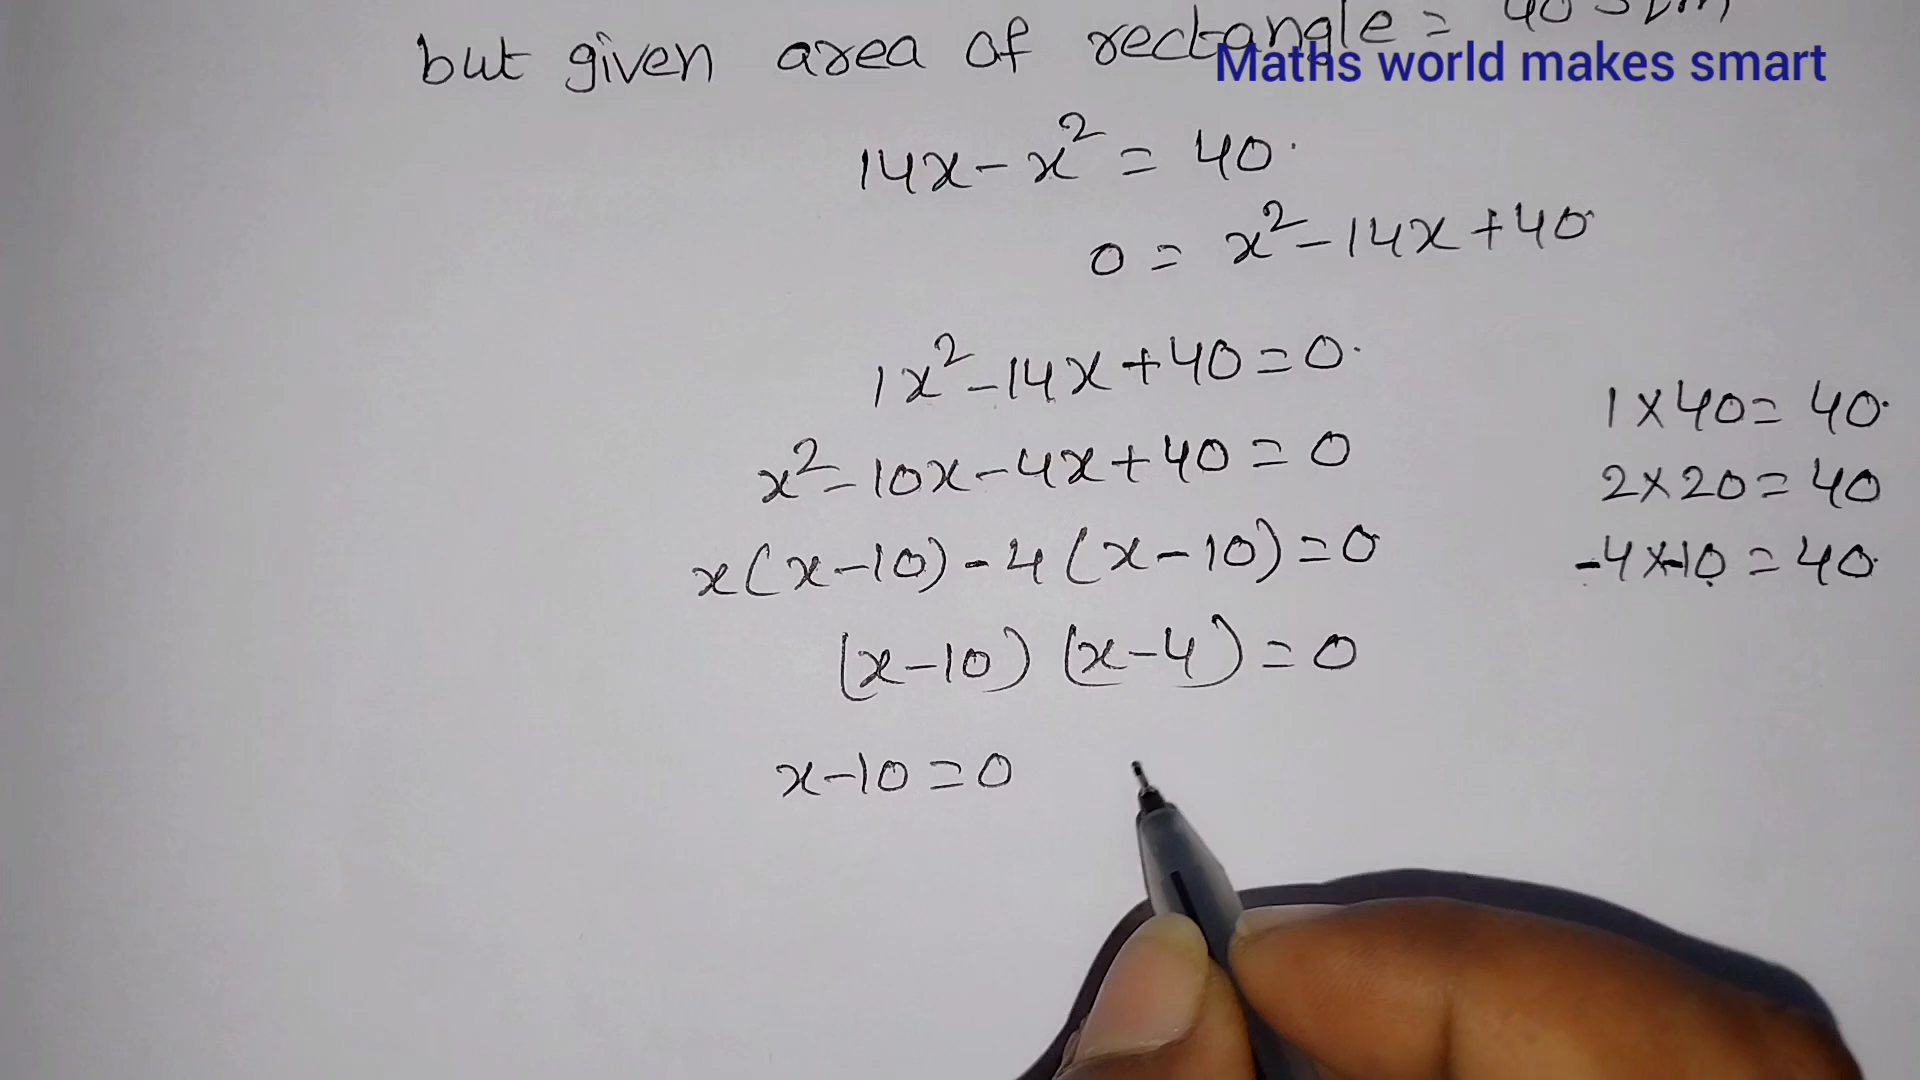 but given area of rectangle = 40
Maths world makes smart
14x - x² = 40.
0 = x² - 14x + 40
1x² - 14x + 40 = 0.
x² - 10x - 4x + 40 = 0
x(x - 10) - 4(x - 10) = 0
(x - 10) (x - 4) = 0
x - 10 = 0
1 × 40 = 40.
2 × 20 = 40
-4 × -10 = 40.